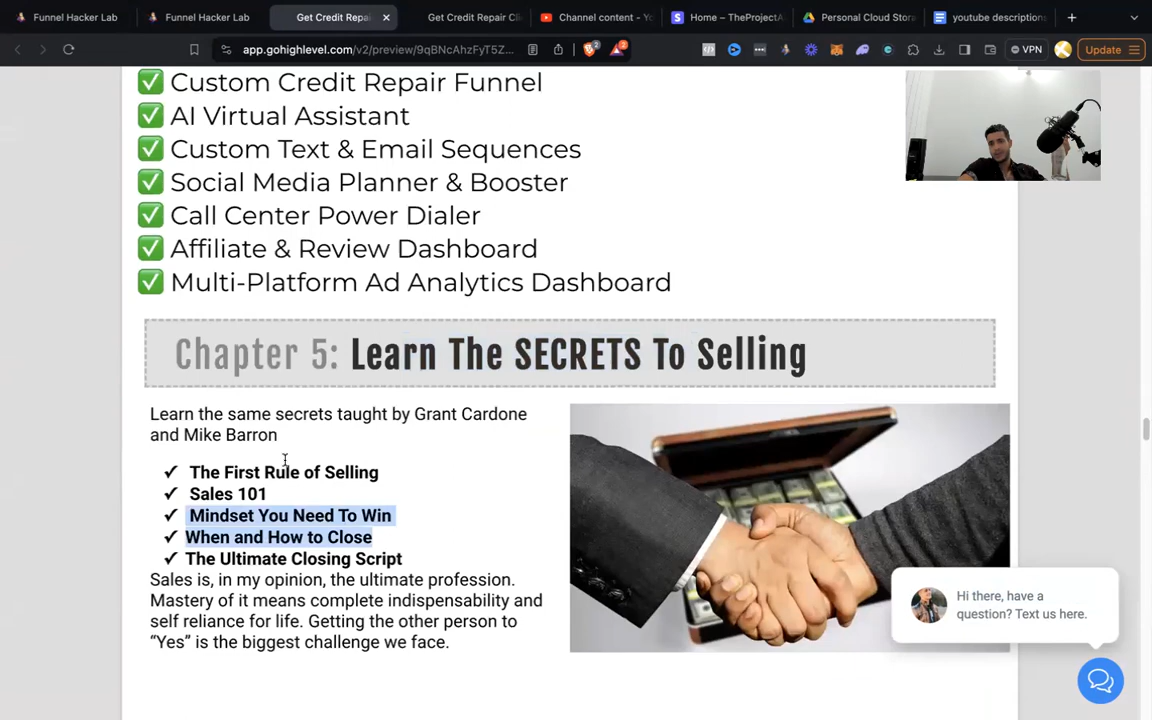 Funnel Hacker Lab
Funnel Hacker Lab
Get Credit Repai
Get Credit Repair Cli
Channel content - Yo
Home – TheProjectA
Personal Cloud Stora
youtube descriptions
app.gohighlevel.com/v2/preview/9qBNcAhzFyT5Z...
2
2
VPN
Update
Custom Credit Repair Funnel
AI Virtual Assistant
Custom Text & Email Sequences
Social Media Planner & Booster
Call Center Power Dialer
Affiliate & Review Dashboard
Multi-Platform Ad Analytics Dashboard
Chapter 5: Learn The SECRETS To Selling
Learn the same secrets taught by Grant Cardone
and Mike Barron
✓ The First Rule of Selling
✓ Sales 101
✓ Mindset You Need To Win
✓ When and How to Close
✓ The Ultimate Closing Script
Sales is, in my opinion, the ultimate profession.
Mastery of it means complete indispensability and
self reliance for life. Getting the other person to
“Yes” is the biggest challenge we face.
Hi there, have a
question? Text us here.